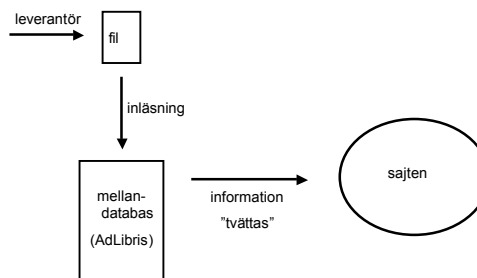 leverantör
fil
inläsning
mellan-
databas
(AdLibris)
information
”tvättas”
sajten